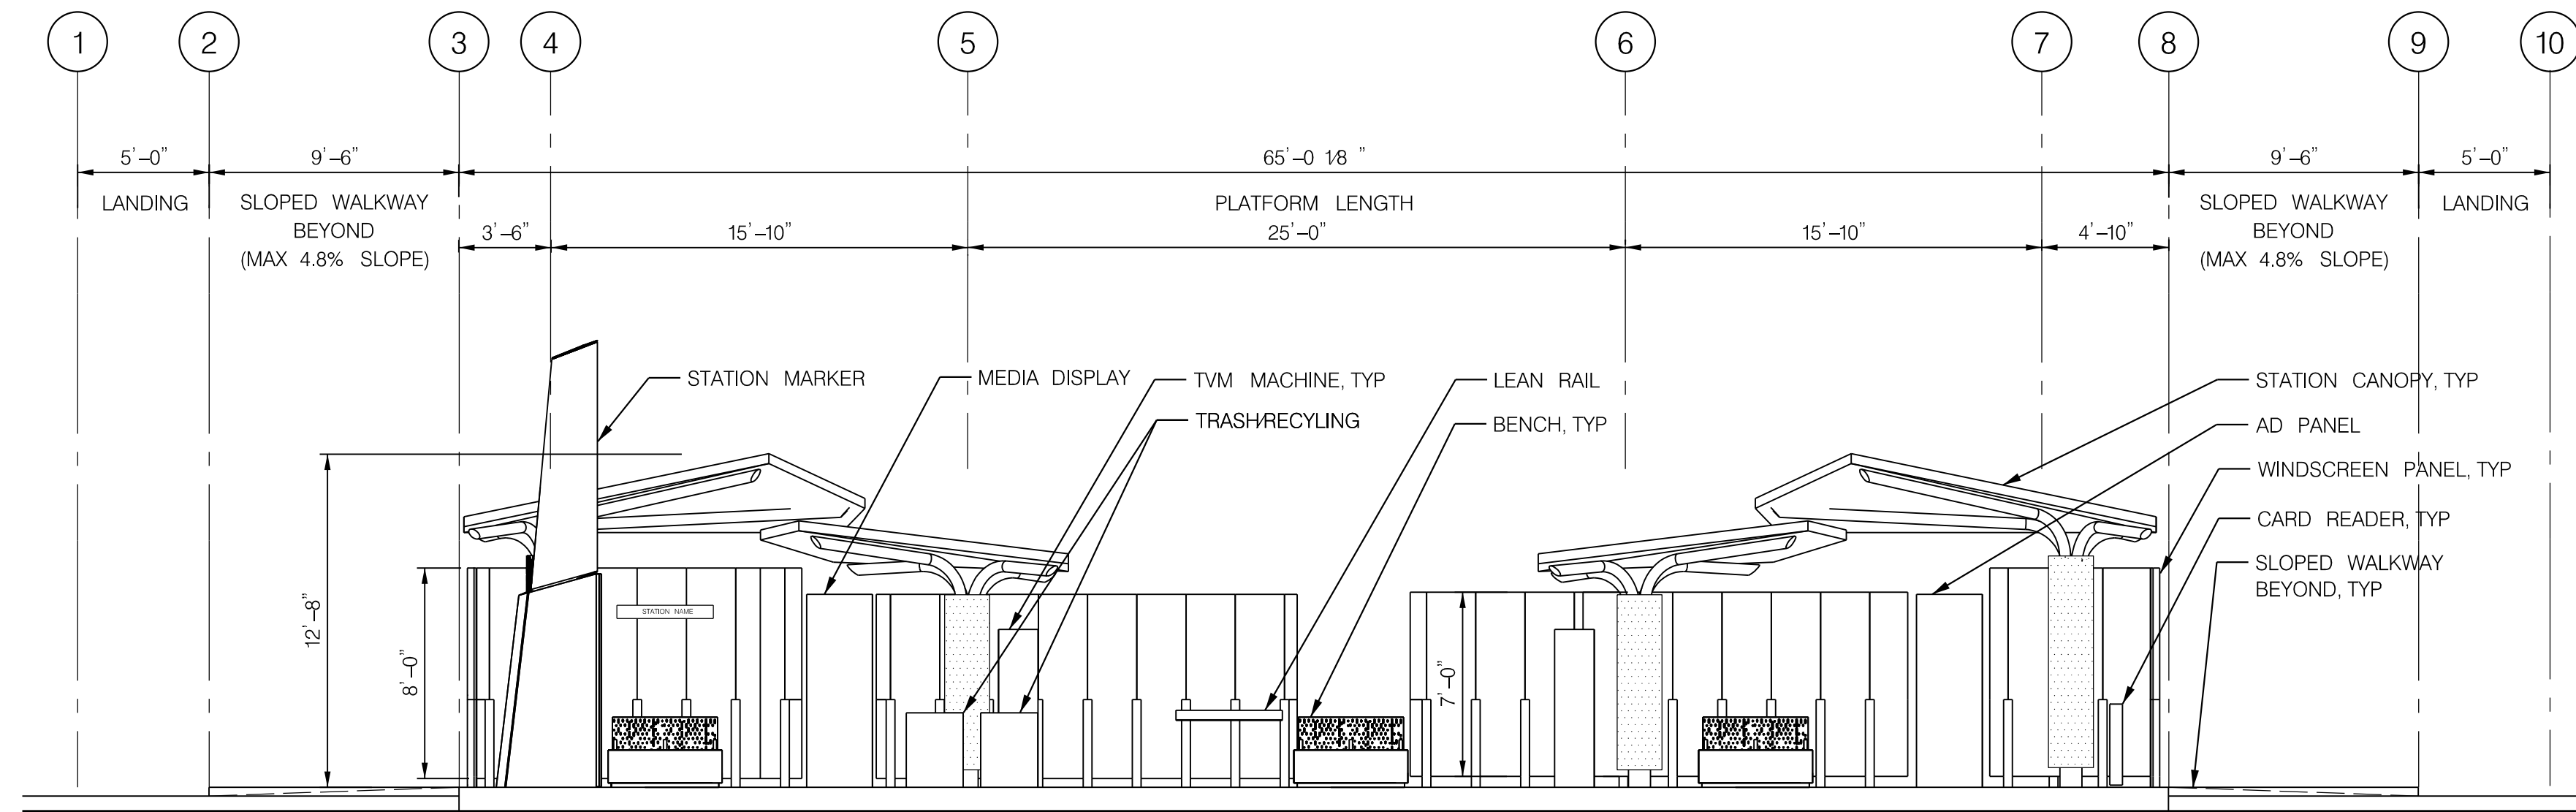 1 2 3 4 5 6 7 8 9 10
5'-0" 9'-6" 65'-0 1/8 " 9'-6" 5'-0"
LANDING SLOPED WALKWAY PLATFORM LENGTH SLOPED WALKWAY LANDING
BEYOND BEYOND
(MAX 4.8% SLOPE) (MAX 4.8% SLOPE)
3'-6" 15'-10" 25'-0" 15'-10" 4'-10"
STATION MARKER
MEDIA DISPLAY
TVM MACHINE, TYP
TRASH/RECYLING
LEAN RAIL
BENCH, TYP
STATION CANOPY, TYP
AD PANEL
WINDSCREEN PANEL, TYP
CARD READER, TYP
SLOPED WALKWAY
BEYOND, TYP
12'-8"
8'-0"
STATION NAME
7'-0"